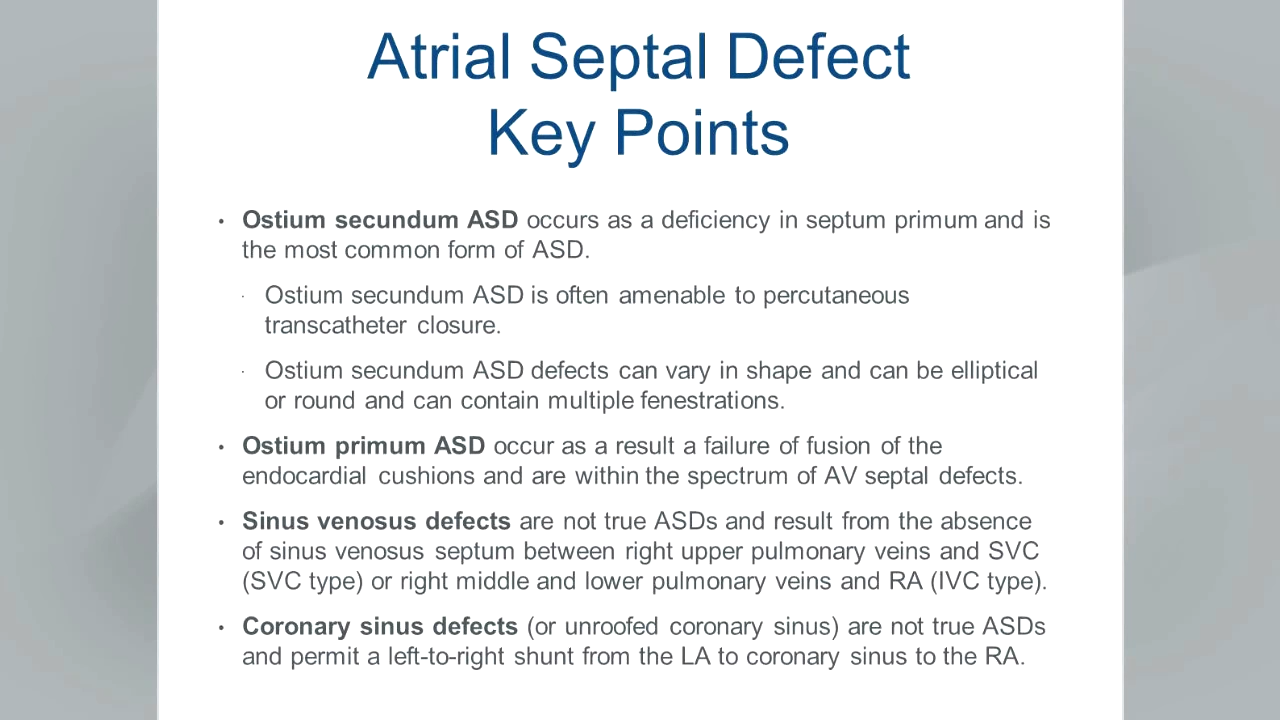 Atrial Septal Defect
Key Points
• Ostium secundum ASD occurs as a deficiency in septum primum and is
the most common form of ASD.
· Ostium secundum ASD is often amenable to percutaneous
transcatheter closure.
· Ostium secundum ASD defects can vary in shape and can be elliptical
or round and can contain multiple fenestrations.
• Ostium primum ASD occur as a result a failure of fusion of the
endocardial cushions and are within the spectrum of AV septal defects.
• Sinus venosus defects are not true ASDs and result from the absence
of sinus venosus septum between right upper pulmonary veins and SVC
(SVC type) or right middle and lower pulmonary veins and RA (IVC type).
• Coronary sinus defects (or unroofed coronary sinus) are not true ASDs
and permit a left-to-right shunt from the LA to coronary sinus to the RA.